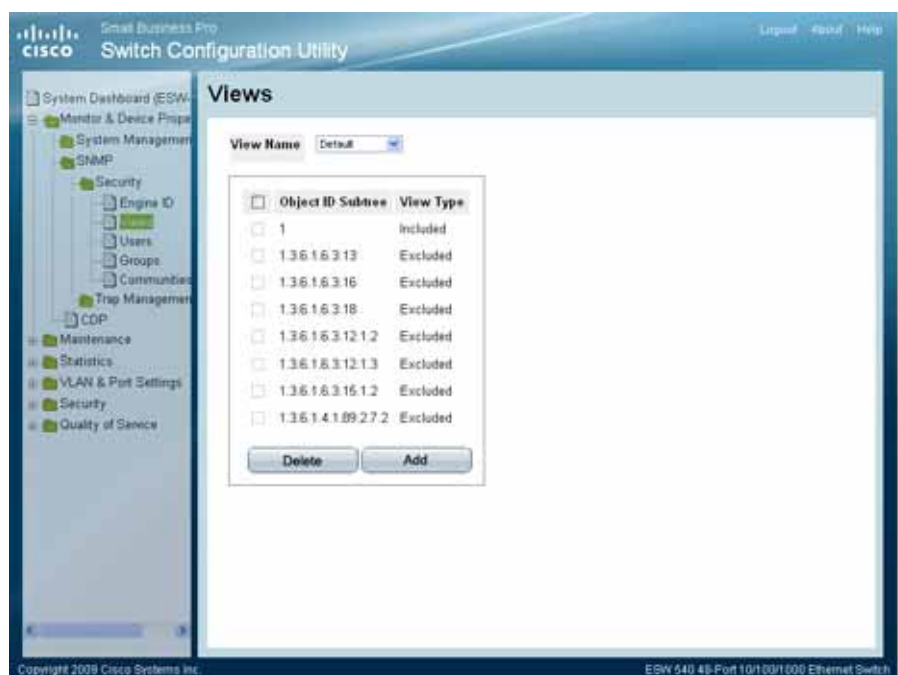 Small Business Pro
Logout About Help
CISCO Switch Configuration Utility
System Dashboard (ESW-
Views
Monitor & Device Prope
System Managemen
View Name Default
SNMP
Security
Engine ID
Object ID Subtree View Type
Views
1 Included
Users
1.3.6.1.6.3.13 Excluded
Groups
1.3.6.1.6.3.16 Excluded
Communities
Trap Managemen
1.3.6.1.6.3.18 Excluded
CDP
1.3.6.1.6.3.12.1.2 Excluded
Maintenance
1.3.6.1.6.3.12.1.3 Excluded
Statistics
VLAN & Port Settings
1.3.6.1.6.3.15.1.2 Excluded
Security
1.3.6.1.4.1.89.2.7.2 Excluded
Quality of Service
Delete Add
Copyright 2009 Cisco Systems Inc.
ESW 540 48-Port 10/100/1000 Ethernet Switch